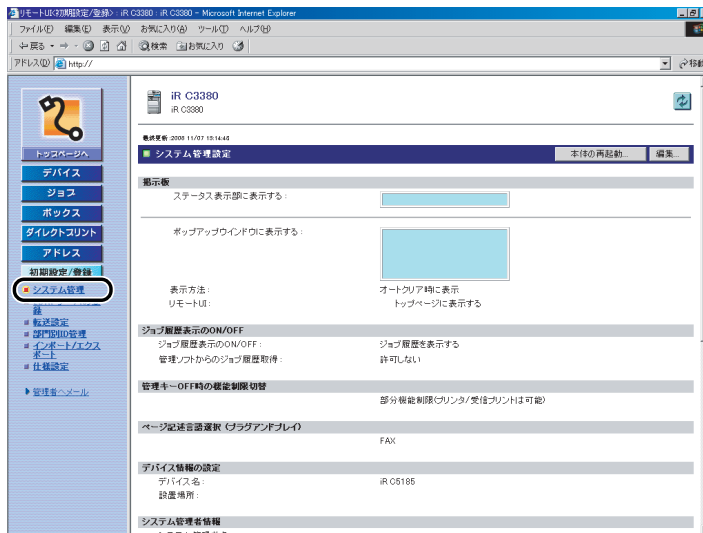 リモートUI<初期設定/登録> : iR C3380 : iR C3380 - Microsoft Internet Explorer
ファイル(F) 編集(E) 表示(V) お気に入り(A) ツール(T) ヘルプ(H)
戻る 検索 お気に入り
アドレス(D) http:// 移動
iR C3380
iR C3380
最終更新 :2008 11/07 13:14:46
トップページへ
デバイス
ジョブ
ボックス
ダイレクトプリント
アドレス
初期設定/登録
システム管理
録
転送設定
部門別ID管理
インポート/エクス
ポート
仕様設定
管理者へメール
システム管理設定 本体の再起動... 編集...
掲示板
ステータス表示部に表示する :
ポップアップウインドウに表示する :
表示方法 : オートクリア時に表示
リモートUI : トップページに表示する
ジョブ履歴表示のON/OFF
ジョブ履歴表示のON/OFF : ジョブ履歴を表示する
管理ソフトからのジョブ履歴取得 : 許可しない
管理キーOFF時の機能制限切替
部分機能制限(プリンタ/受信プリントは可能)
ページ記述言語選択 (プラグアンドプレイ)
FAX
デバイス情報の設定
デバイス名 : iR C5185
設置場所 :
システム管理者情報